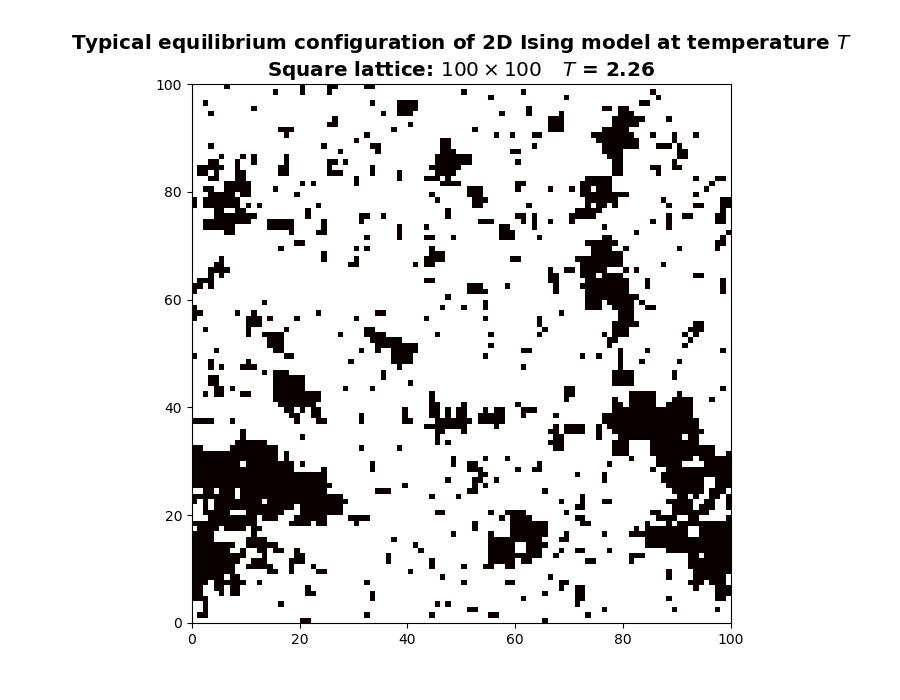 Typical equilibrium configuration of 2D Ising model at temperature T
Square lattice: 100 × 100 T = 2.26
100
80
60
40
20
0
0 20 40 60 80 100